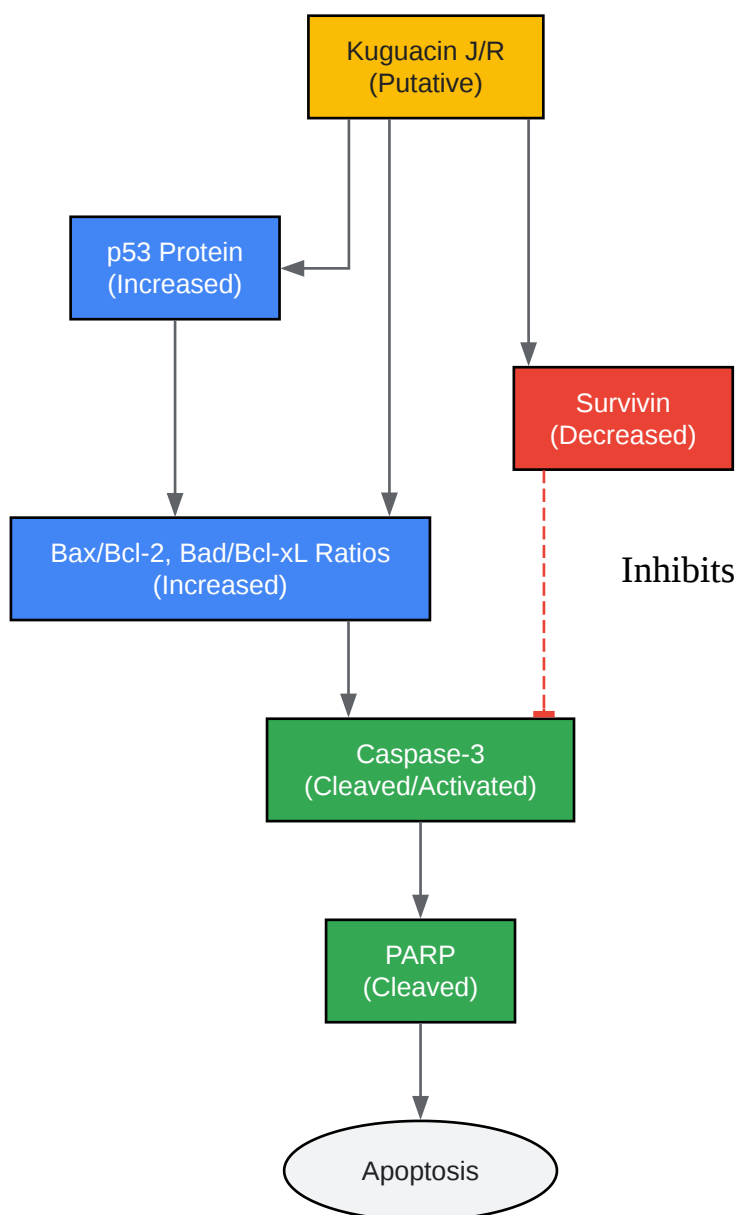 Kuguacin J/R
(Putative)
p53 Protein
(Increased)
Survivin
(Decreased)
Bax/Bcl-2, Bad/Bcl-xL Ratios
(Increased)
Inhibits
Caspase-3
(Cleaved/Activated)
PARP
(Cleaved)
Apoptosis